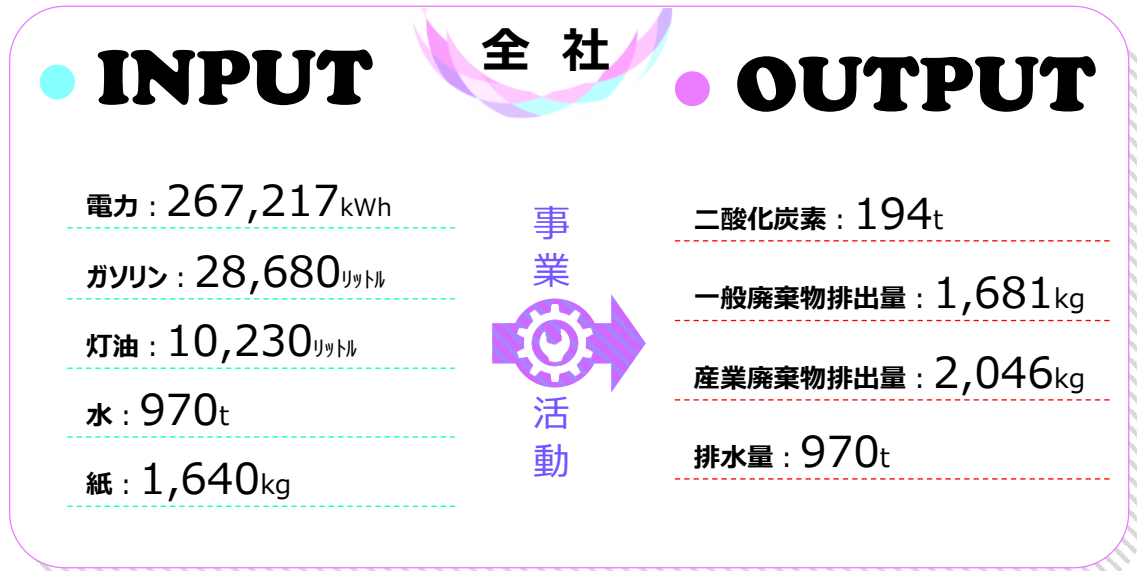 全 社
INPUT
電力：267,217kWh
ガソリン：28,680リットル
灯油：10,230リットル
水：970t
紙：1,640kg
事業活動
OUTPUT
二酸化炭素：194t
一般廃棄物排出量：1,681kg
産業廃棄物排出量：2,046kg
排水量：970t